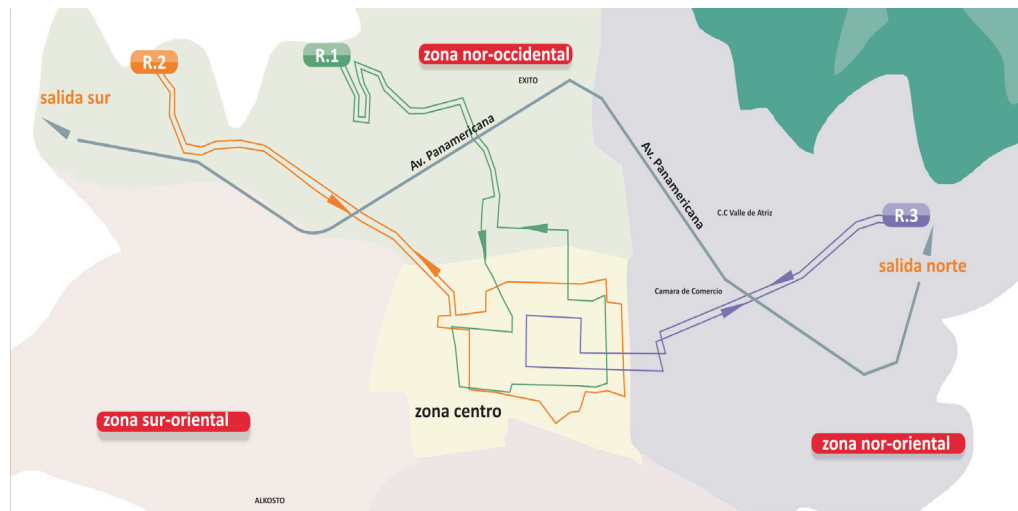 R.2
R.1
zona nor-occidental
EXITO
salida sur
Av. Panamericana
Av. Panamericana
C.C Valle de Atriz
R.3
salida norte
Camara de Comercio
zona centro
zona sur-oriental
zona nor-oriental
ALKOSTO